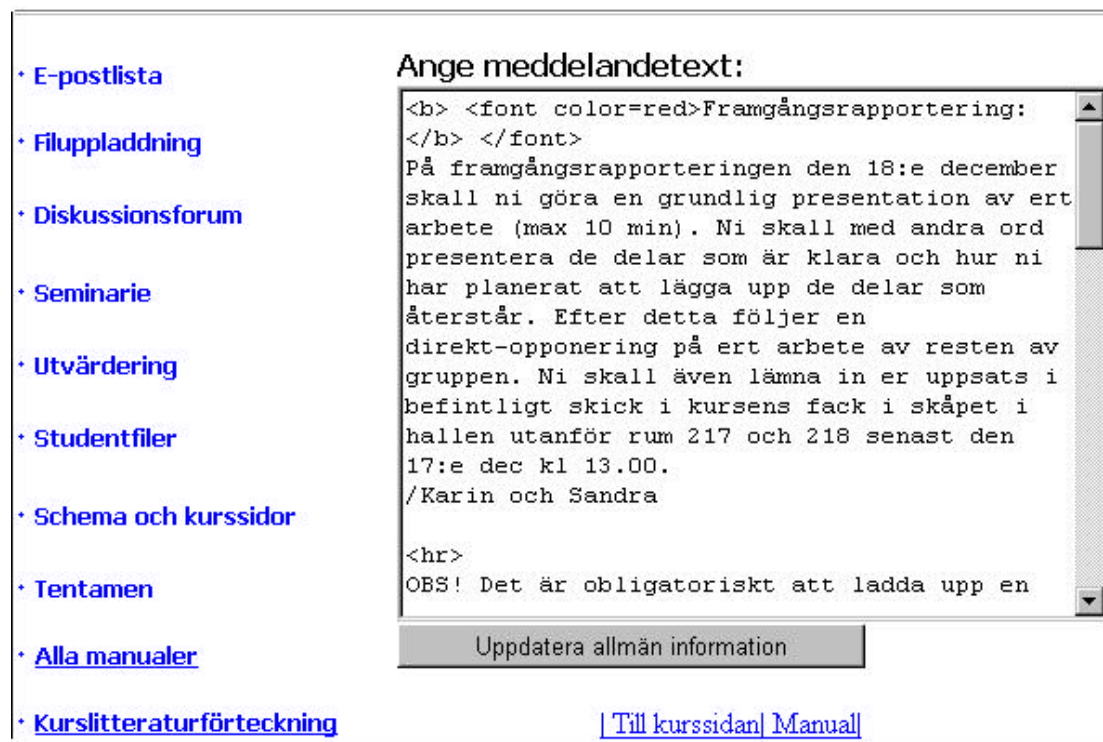 E-postlista
Filuppladdning
Diskussionsforum
Seminarie
Utvärdering
Studentfiler
Schema och kurssidor
Tentamen
Alla manualer
Kurslitteraturförteckning
Ange meddelandetext:
<b> <font color=red>Framgångsrapportering:
</b> </font>
På framgångsrapporteringen den 18:e december
skall ni göra en grundlig presentation av ert
arbete (max 10 min). Ni skall med andra ord
presentera de delar som är klara och hur ni
har planerat att lägga upp de delar som
återstår. Efter detta följer en
direkt-opponering på ert arbete av resten av
gruppen. Ni skall även lämna in er uppsats i
befintligt skick i kursens fack i skåpet i
hallen utanför rum 217 och 218 senast den
17:e dec kl 13.00.
/Karin och Sandra
<hr>
OBS! Det är obligatoriskt att ladda upp en
Uppdatera allmän information
| Till kurssidan| Manual|